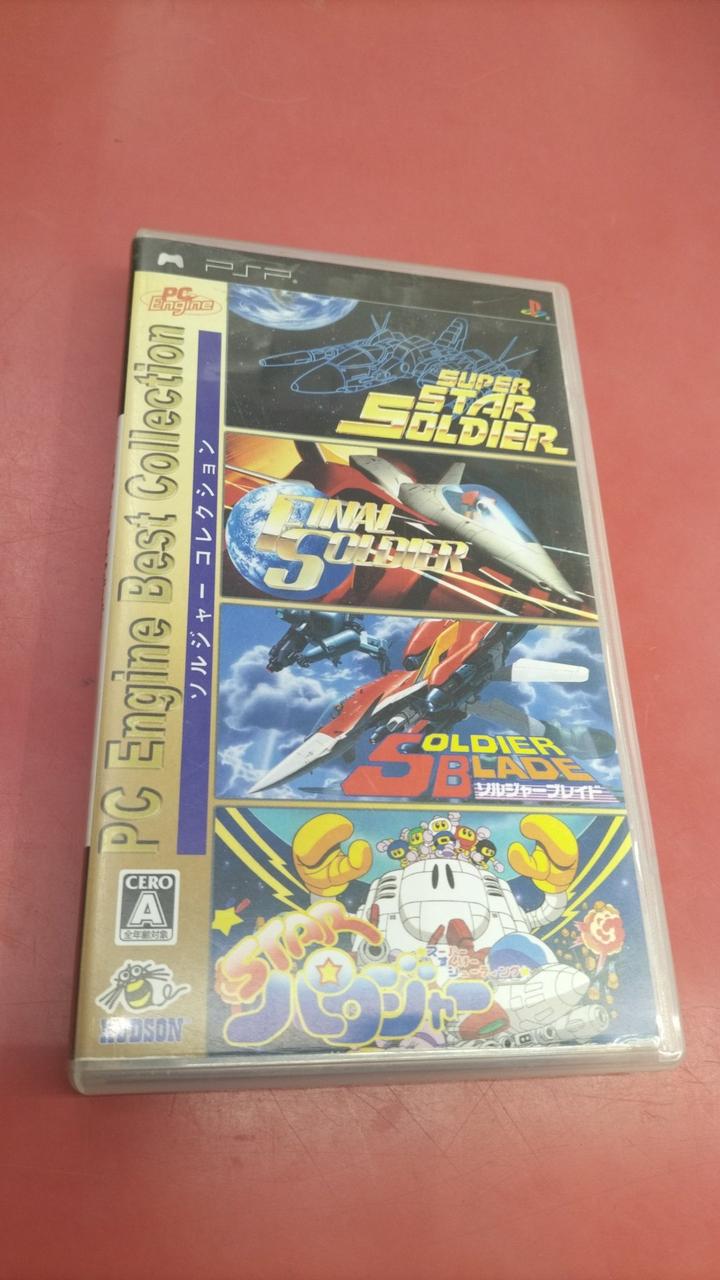 PSP
PC Engine
PC Engine Best Collection
ソルジャー コレクション
SUPER
STAR
SOLDIER
FINAL
SOLDIER
SOLDIER
BLADE
ソルジャーブレイド
STAR
パロジャー
CERO
A
全年齢対象
HUDSON